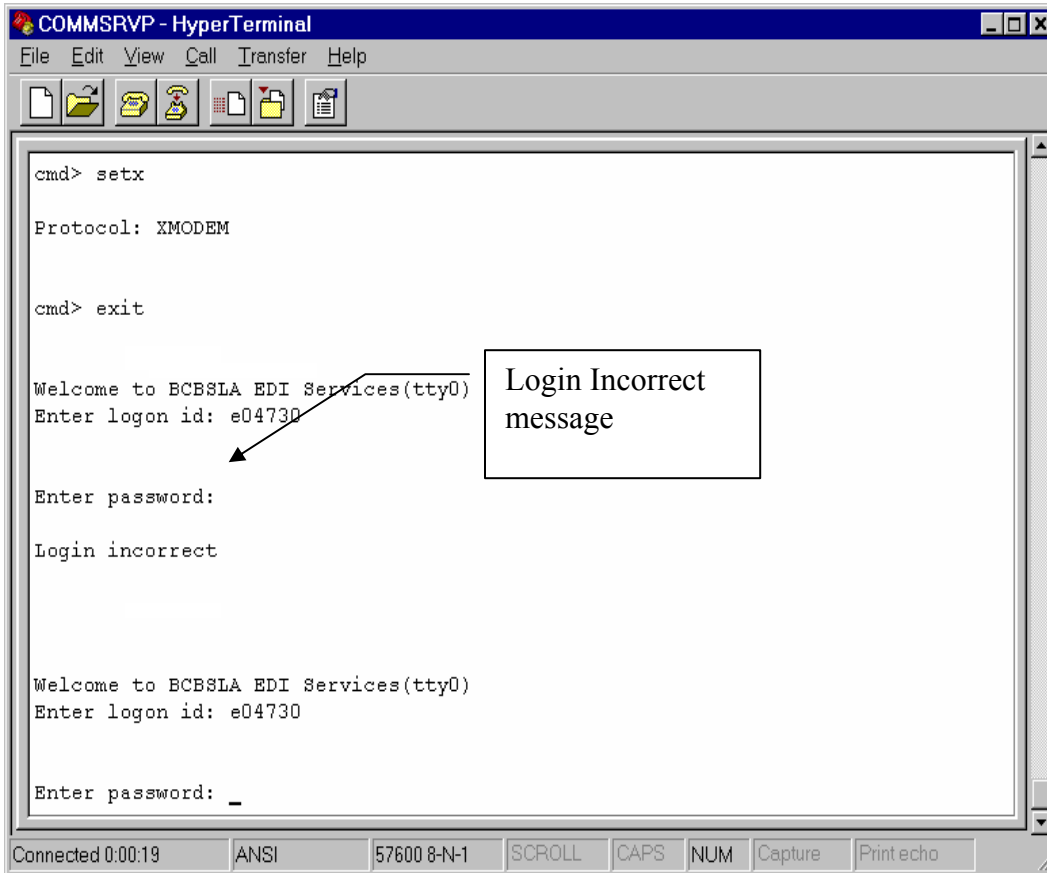 COMMSRVP - HyperTerminal
File Edit View Call Transfer Help
cmd> setx
Protocol: XMODEM
cmd> exit
Welcome to BCBSLA EDI Services(tty0)
Enter logon id: e04730
Login Incorrect
message
Enter password:
Login incorrect
Welcome to BCBSLA EDI Services(tty0)
Enter logon id: e04730
Enter password: _
Connected 0:00:19 ANSI 57600 8-N-1 SCROLL CAPS NUM Capture Print echo